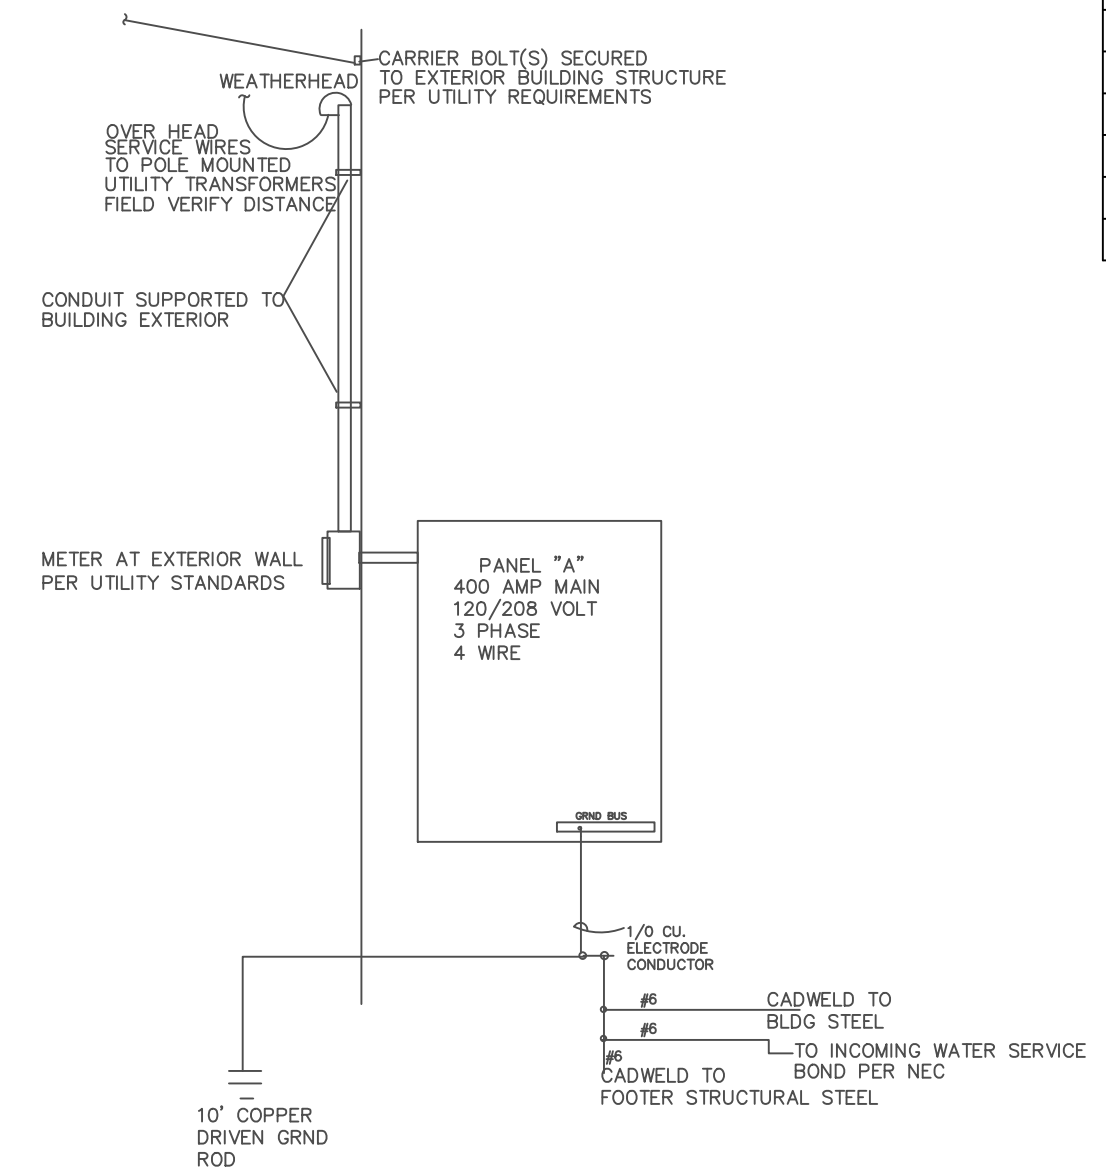 CARRIER BOLT(S) SECURED
TO EXTERIOR BUILDING STRUCTURE
PER UTILITY REQUIREMENTS
WEATHERHEAD
OVER HEAD
SERVICE WIRES
TO POLE MOUNTED
UTILITY TRANSFORMERS
FIELD VERIFY DISTANCE
CONDUIT SUPPORTED TO
BUILDING EXTERIOR
METER AT EXTERIOR WALL
PER UTILITY STANDARDS
PANEL "A"
400 AMP MAIN
120/208 VOLT
3 PHASE
4 WIRE
GRND BUS
1/0 CU.
ELECTRODE
CONDUCTOR
#6
CADWELD TO
BLDG STEEL
#6
TO INCOMING WATER SERVICE
BOND PER NEC
#6
CADWELD TO
FOOTER STRUCTURAL STEEL
10' COPPER
DRIVEN GRND
ROD